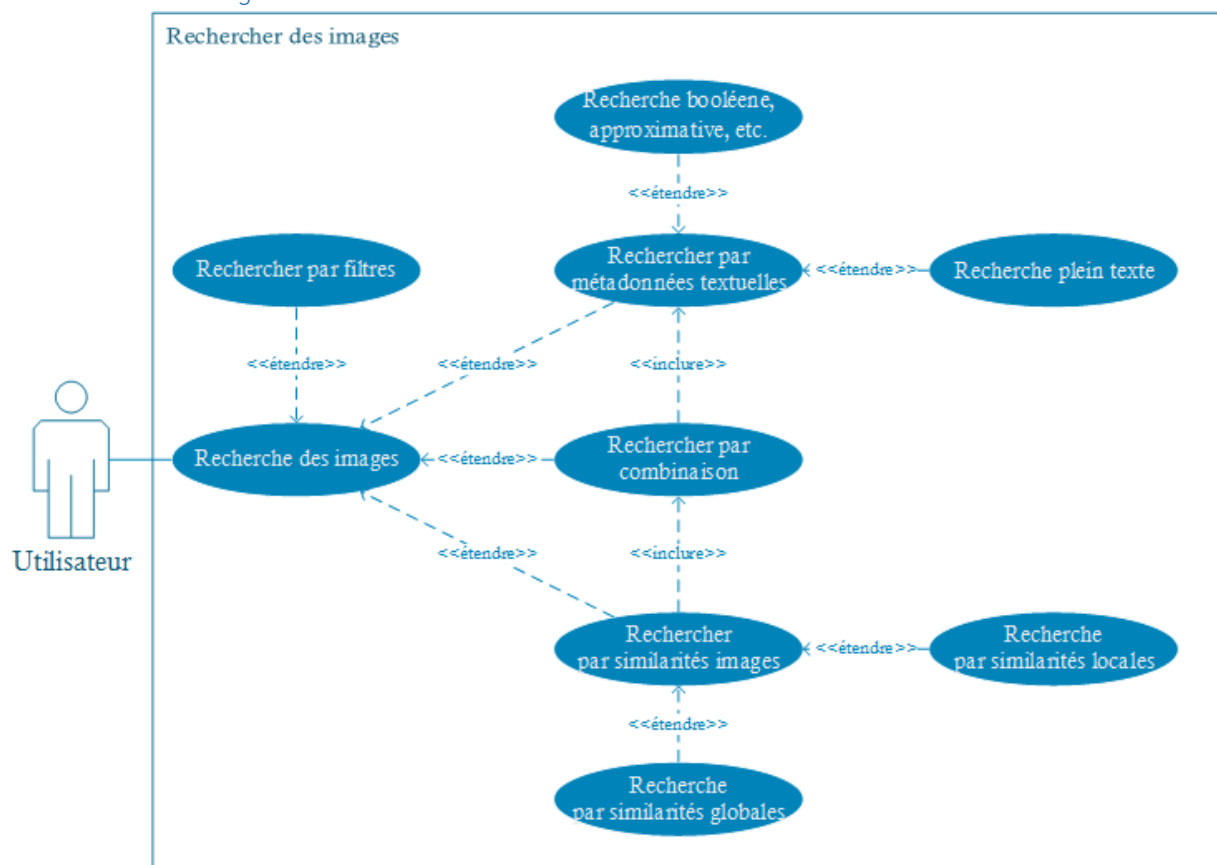 Rechercher des images
Recherche booléene,
approximative, etc.
<<étendre>>
Rechercher par filtres
Rechercher par
métadonnées textuelles
<<étendre>>
Recherche plein texte
<<étendre>>
<<étendre>>
<<inclure>>
Recherche des images
<<étendre>>
Rechercher par
combinaison
Utilisateur
<<étendre>>
<<inclure>>
Rechercher
par similarités images
<<étendre>>
Recherche
par similarités locales
<<étendre>>
Recherche
par similarités globales